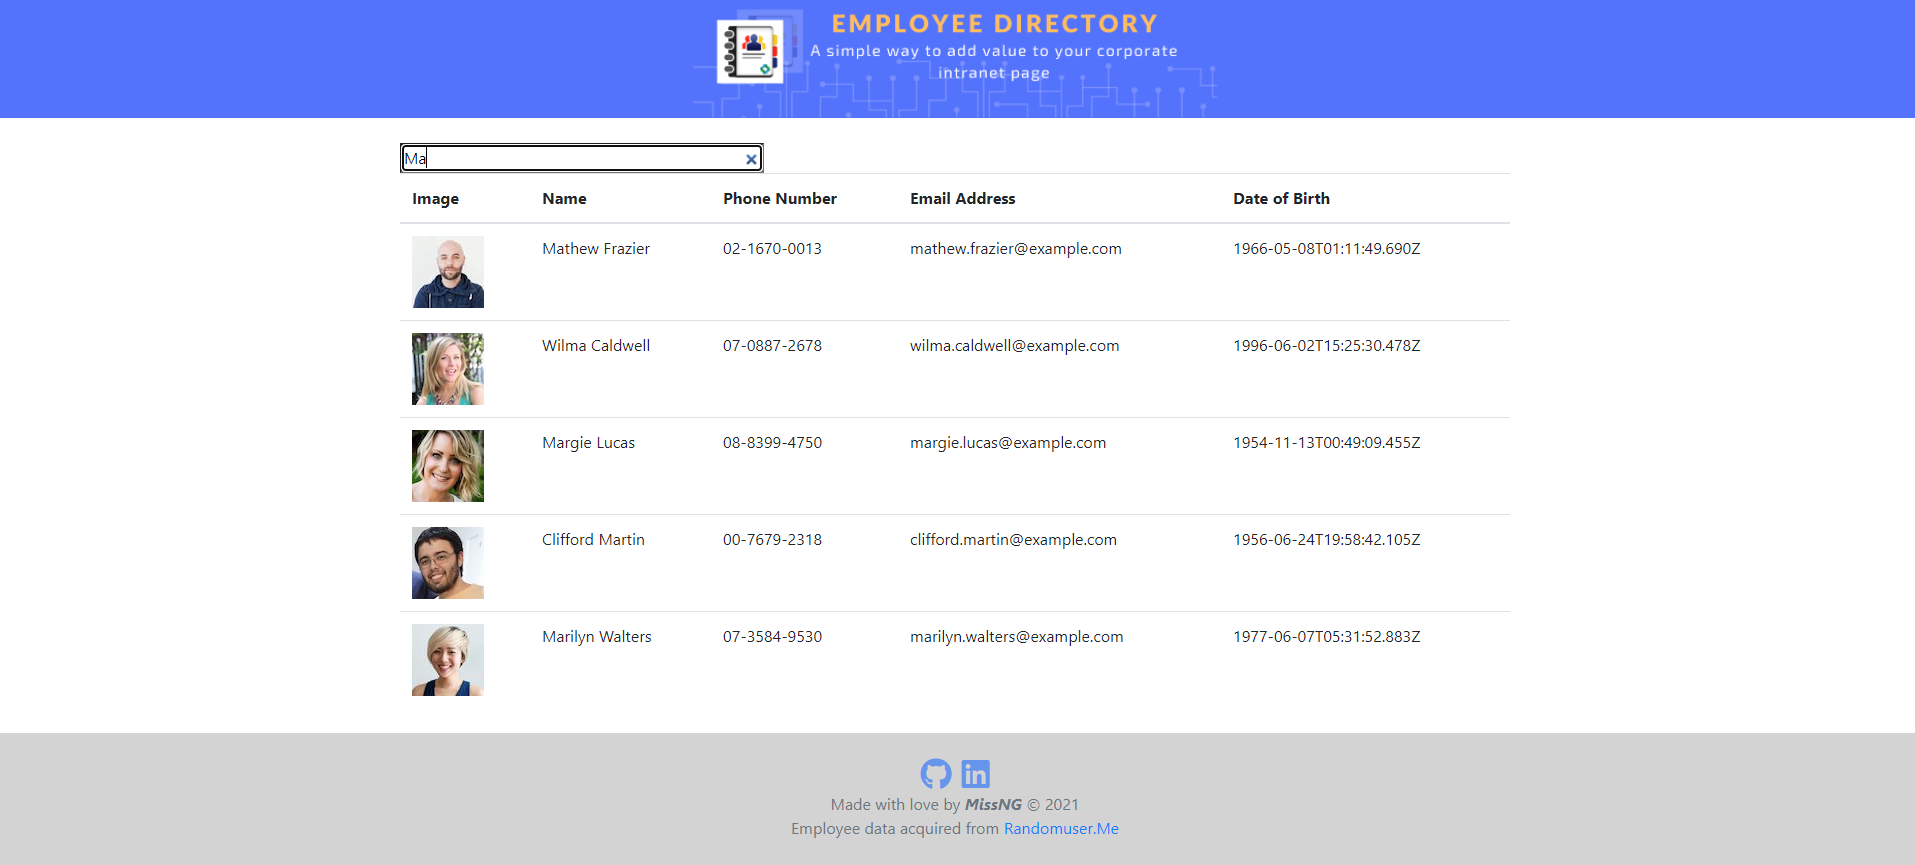 EMPLOYEE DIRECTORY
A simple way to add value to your corporate
intranet page
Ma
Image Name Phone Number Email Address Date of Birth
Mathew Frazier 02-1670-0013 mathew.frazier@example.com 1966-05-08T01:11:49.690Z
Wilma Caldwell 07-0887-2678 wilma.caldwell@example.com 1996-06-02T15:25:30.478Z
Margie Lucas 08-8399-4750 margie.lucas@example.com 1954-11-13T00:49:09.455Z
Clifford Martin 00-7679-2318 clifford.martin@example.com 1956-06-24T19:58:42.105Z
Marilyn Walters 07-3584-9530 marilyn.walters@example.com 1977-06-07T05:31:52.883Z
in
Made with love by MissNG © 2021
Employee data acquired from Randomuser.Me